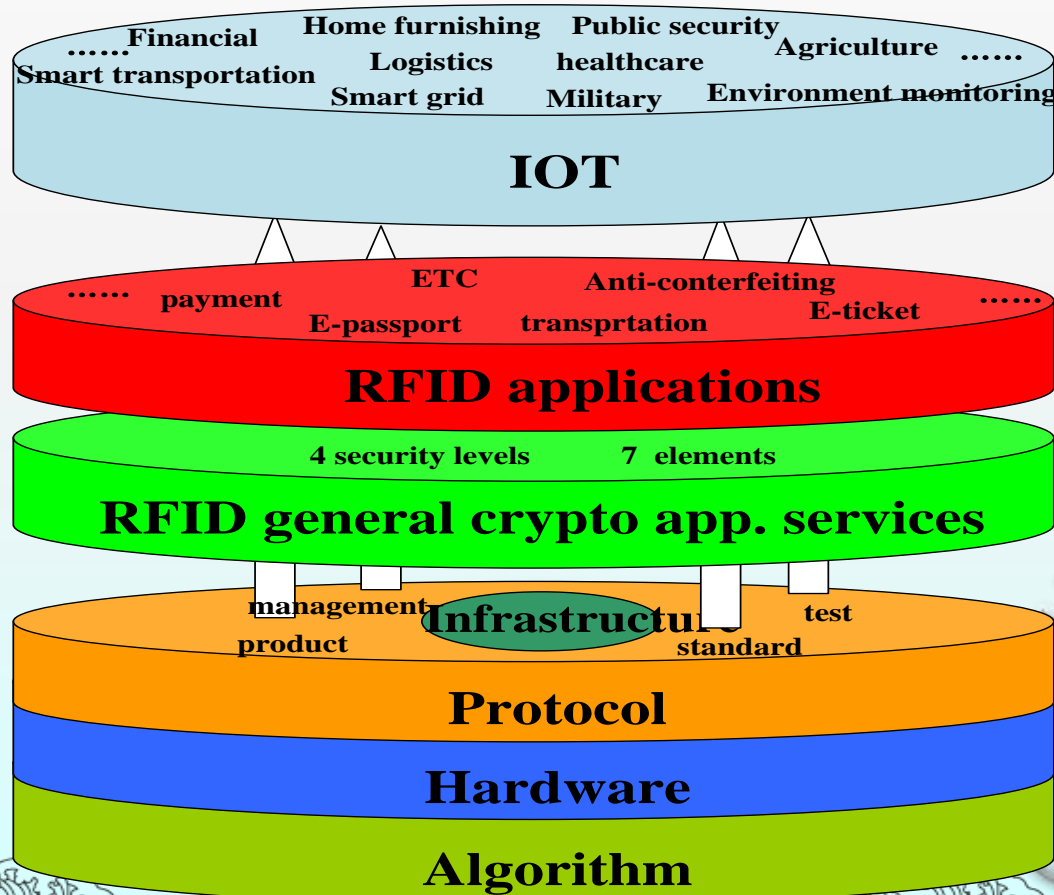 Financial Home furnishing Public security Agriculture
...... ......
Smart transportation Logistics healthcare
Smart grid Military Environment monitoring
IOT
ETC Anti-conterfeiting
...... payment E-ticket ......
E-passport transprtation
RFID applications
4 security levels 7 elements
RFID general crypto app. services
management Infrastructure test
product standard
Protocol
Hardware
Algorithm